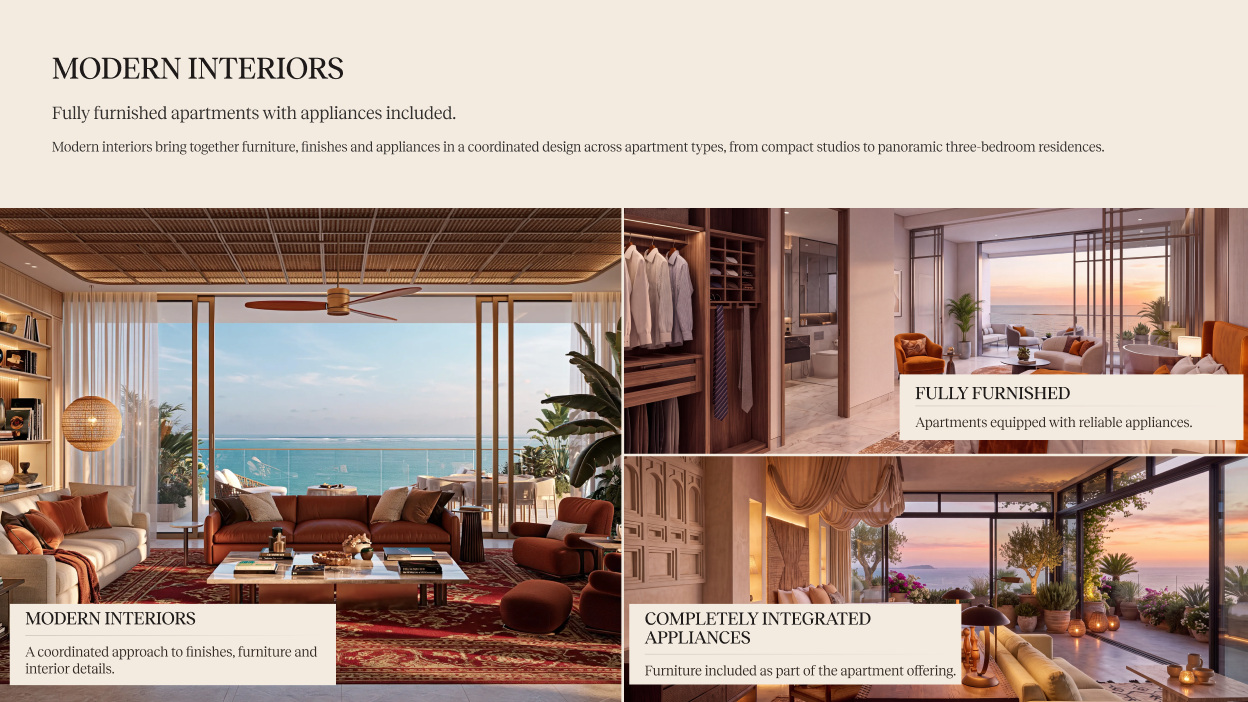 MODERN INTERIORS
Fully furnished apartments with appliances included.
Modern interiors bring together furniture, finishes and appliances in a coordinated design across apartment types, from compact studios to panoramic three-bedroom residences.
FULLY FURNISHED
Apartments equipped with reliable appliances.
MODERN INTERIORS
A coordinated approach to finishes, furniture and
interior details.
COMPLETELY INTEGRATED
APPLIANCES
Furniture included as part of the apartment offering.